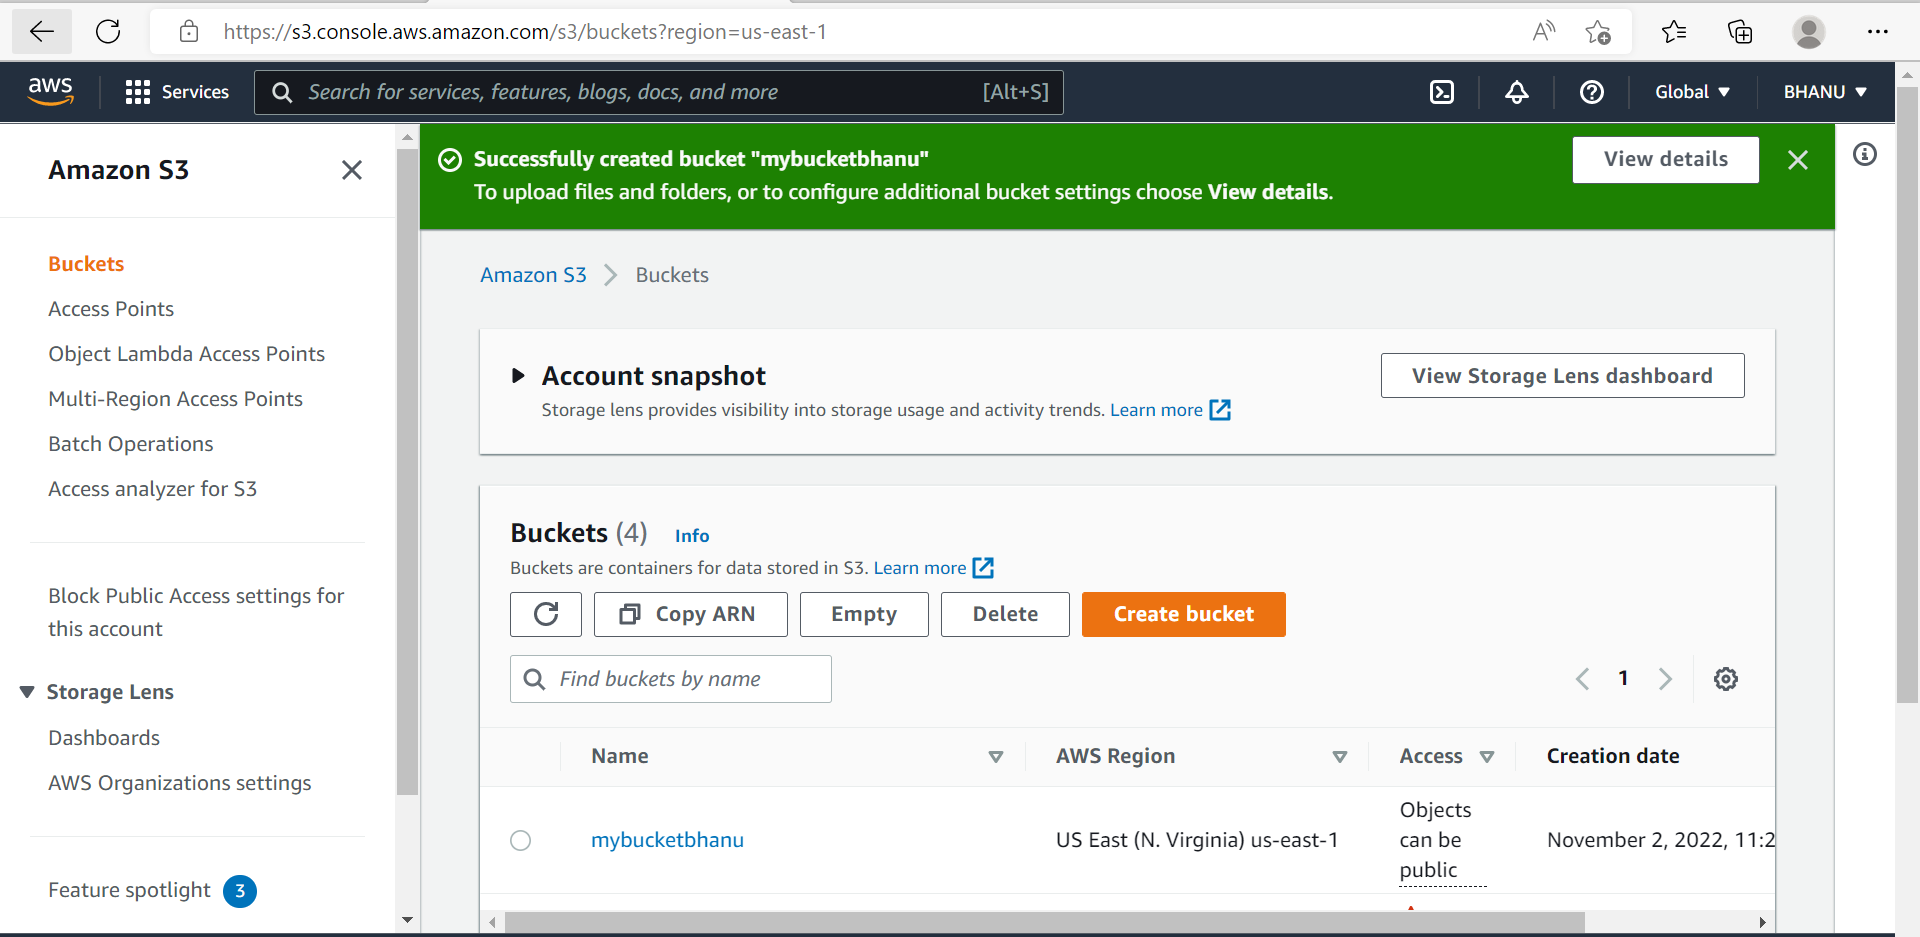 https://s3.console.aws.amazon.com/s3/buckets?region=us-east-1
aws
Services
Search for services, features, blogs, docs, and more
[Alt+S]
Global
BHANU
Amazon S3
Buckets
Access Points
Object Lambda Access Points
Multi-Region Access Points
Batch Operations
Access analyzer for S3
Block Public Access settings for
this account
Storage Lens
Dashboards
AWS Organizations settings
Feature spotlight 3
Successfully created bucket "mybucketbhanu"
To upload files and folders, or to configure additional bucket settings choose View details.
View details
Amazon S3
Buckets
Account snapshot
Storage lens provides visibility into storage usage and activity trends. Learn more
View Storage Lens dashboard
Buckets (4) Info
Buckets are containers for data stored in S3. Learn more
Copy ARN
Empty
Delete
Create bucket
Find buckets by name
1
Name
AWS Region
Access
Creation date
mybucketbhanu
US East (N. Virginia) us-east-1
Objects
can be
public
November 2, 2022, 11:2